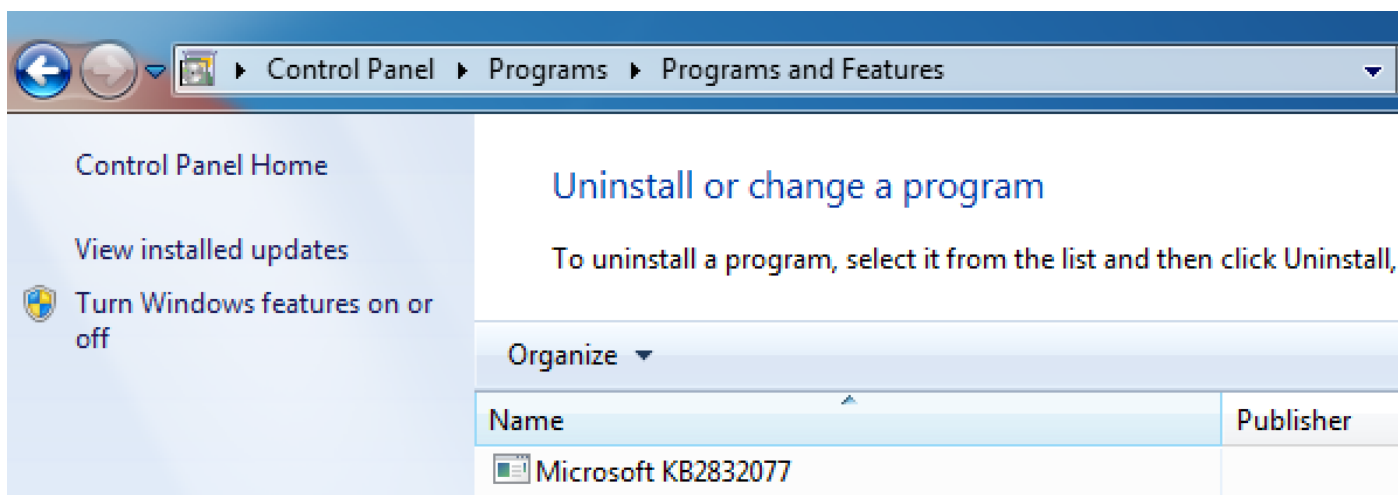 Control Panel Programs Programs and Features
Control Panel Home
View installed updates
Turn Windows features on or
off
Uninstall or change a program
To uninstall a program, select it from the list and then click Uninstall,
Organize
Name Publisher
Microsoft KB2832077